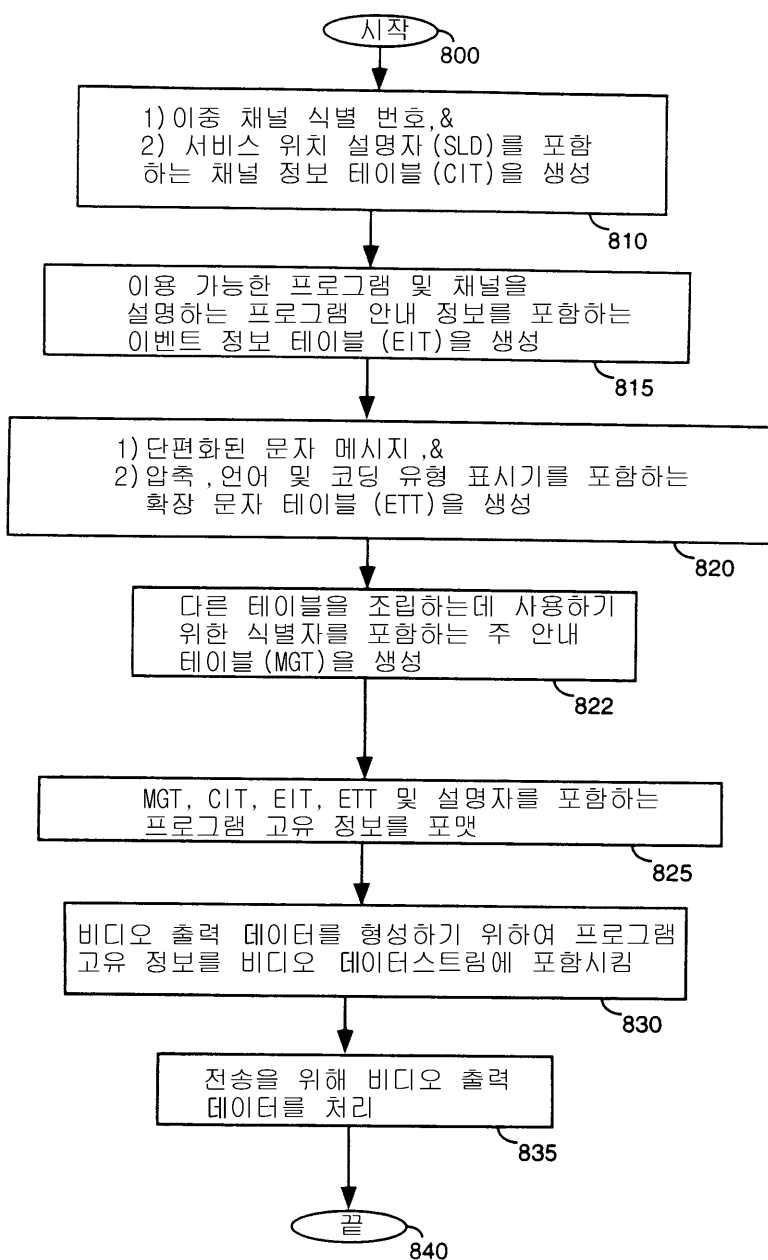 시작
800
1)이중 채널 식별 번호,&
2) 서비스 위치 설명자(SLD)를 포함
하는 채널 정보 테이블(CIT)을 생성
810
이용 가능한 프로그램 및 채널을
설명하는 프로그램 안내 정보를 포함하는
이벤트 정보 테이블(EIT)을 생성
815
1)단편화된 문자 메시지,&
2)압축,언어 및 코딩 유형 표시기를 포함하는
확장 문자 테이블(ETT)을 생성
820
다른 테이블을 조립하는데 사용하기
위한 식별자를 포함하는 주 안내
테이블(MGT)을 생성
822
MGT, CIT, EIT, ETT 및 설명자를 포함하는
프로그램 고유 정보를 포맷
825
비디오 출력 데이터를 형성하기 위하여 프로그램
고유 정보를 비디오 데이터스트림에 포함시킴
830
전송을 위해 비디오 출력
데이터를 처리
835
끝
840